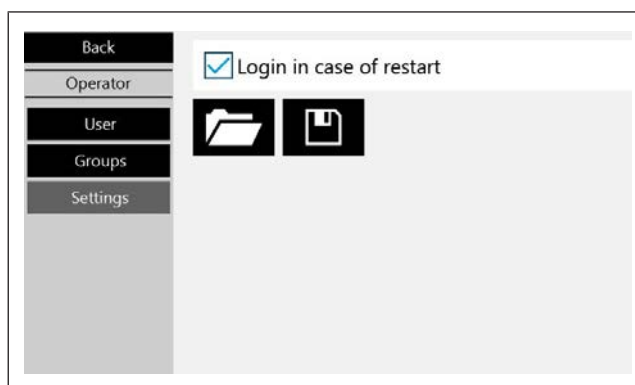 Back
Operator
User
Groups
Settings
Login in case of restart